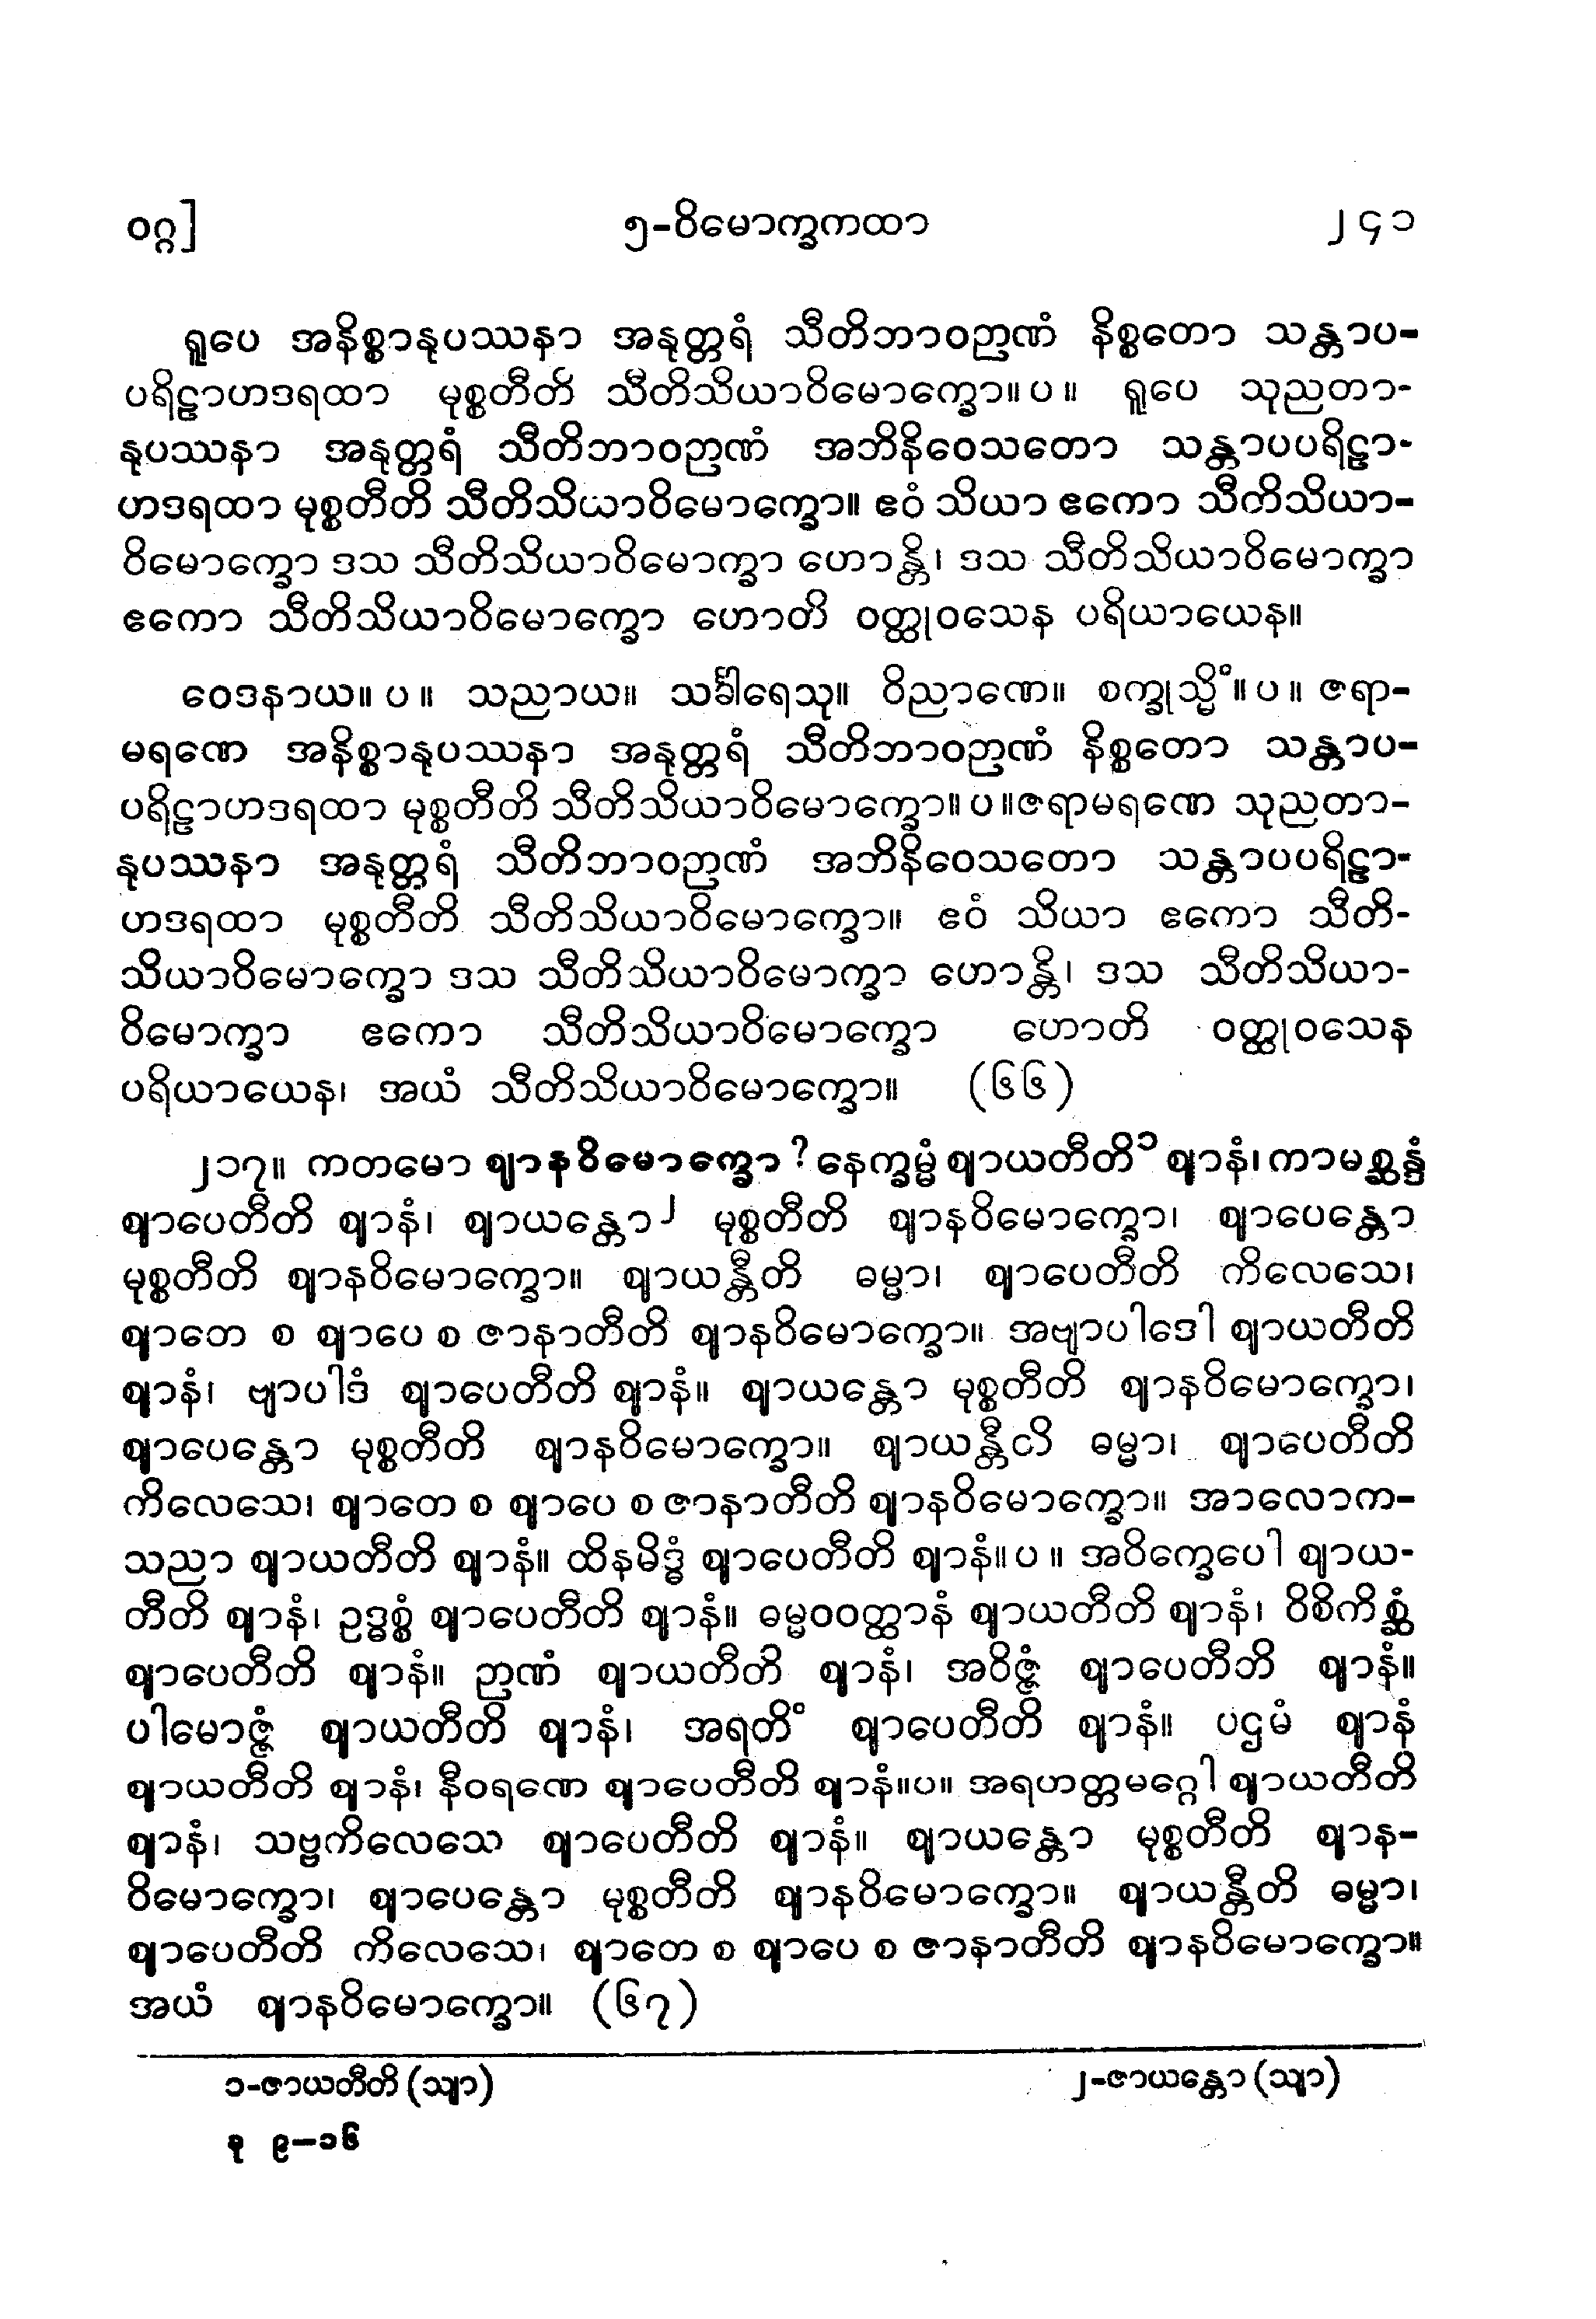 ဝဂ္ဂ]
၅-ဝိမောက္ခကထာ
၂၄၁
ရူပေ အနိစ္စာနုပဿနာ အနုတ္တရံ သီတိဘာဝဉာဏံ နိစ္စတော သန္တာပ-
ပရိဠာဟဒရထာ မုစ္စတီတိ သီတိသိယာဝိမောက္ခော။ပ။ ရူပေ သုညတာ-
နုပဿနာ အနုတ္တရံ သီတိဘာဝဉာဏံ အဘိနိဝေသတော သန္တာပပရိဠာ-
ဟဒရထာ မုစ္စတီတိ သီတိသိယာဝိမောက္ခော။ ဧဝံ သိယာ ဧကော သီတိသိယာ-
ဝိမောက္ခော ဒသ သီတိသိယာဝိမောက္ခာ ဟောန္တိ၊ ဒသ သီတိသိယာဝိမောက္ခာ
ဧကော သီတိသိယာဝိမောက္ခော ဟောတိ ဝတ္ထုဝသေန ပရိယာယေန။
ဝေဒနာယ။ပ။ သညာယ။ သင်္ခါရေသု။ ဝိညာဏေ။ စက္ခုသ္မိံ။ပ။ ဇရာ-
မရဏေ အနိစ္စာနုပဿနာ အနုတ္တရံ သီတိဘာဝဉာဏံ နိစ္စတော သန္တာပ-
ပရိဠာဟဒရထာ မုစ္စတီတိ သီတိသိယာဝိမောက္ခော။ပ။ဇရာမရဏေ သုညတာ-
နုပဿနာ အနုတ္တရံ သီတိဘာဝဉာဏံ အဘိနိဝေသတော သန္တာပပရိဠာ-
ဟဒရထာ မုစ္စတီတိ သီတိသိယာဝိမောက္ခော။ ဧဝံ သိယာ ဧကော သီတိ-
သိယာဝိမောက္ခော ဒသ သီတိသိယာဝိမောက္ခာ ဟောန္တိ၊ ဒသ သီတိသိယာ-
ဝိမောက္ခာ ဧကော သီတိသိယာဝိမောက္ခော ဟောတိ ဝတ္ထုဝသေန
ပရိယာယေန၊ အယံ သီတိသိယာဝိမောက္ခော။ (၆၆)
၂၁၇။ ကတမော ဈာနဝိမောက္ခော? နေက္ခမ္မံ ဈာယတီတိ၁ ဈာနံ၊ ကာမစ္ဆန္ဒံ
ဈာပေတီတိ ဈာနံ၊ ဈာယန္တော၂ မုစ္စတီတိ ဈာနဝိမောက္ခော၊ ဈာပေန္တော
မုစ္စတီတိ ဈာနဝိမောက္ခော။ ဈာယန္တီတိ ဓမ္မာ၊ ဈာပေတီတိ ကိလေသေ၊
ဈာတေ စ ဈာပေ စ ဇာနာတီတိ ဈာနဝိမောက္ခော။ အဗျာပါဒေါ ဈာယတီတိ
ဈာနံ၊ ဗျာပါဒံ ဈာပေတီတိ ဈာနံ။ ဈာယန္တော မုစ္စတီတိ ဈာနဝိမောက္ခော၊
ဈာပေန္တော မုစ္စတီတိ ဈာနဝိမောက္ခော။ ဈာယန္တီတိ ဓမ္မာ၊ ဈာပေတီတိ
ကိလေသေ၊ ဈာတေ စ ဈာပေ စ ဇာနာတီတိ ဈာနဝိမောက္ခော။ အာလောက-
သညာ ဈာယတီတိ ဈာနံ။ ထိနမိဒ္ဓံ ဈာပေတီတိ ဈာနံ။ပ။ အဝိက္ခေပေါ ဈာယ-
တီတိ ဈာနံ၊ ဥဒ္ဓစ္စံ ဈာပေတီတိ ဈာနံ။ ဓမ္မဝဝတ္ထာနံ ဈာယတီတိ ဈာနံ၊ ဝိစိကိစ္ဆံ
ဈာပေတီတိ ဈာနံ။ ဉာဏံ ဈာယတီတိ ဈာနံ၊ အဝိဇ္ဇံ ဈာပေတီတိ ဈာနံ။
ပါမောဇ္ဇံ ဈာယတီတိ ဈာနံ၊ အရတိံ ဈာပေတီတိ ဈာနံ။ ပဌမံ ဈာနံ
ဈာယတီတိ ဈာနံ၊ နီဝရဏေ ဈာပေတီတိ ဈာနံ။ပ။ အရဟတ္တမဂ္ဂေါ ဈာယတီတိ
ဈာနံ၊ သဗ္ဗကိလေသေ ဈာပေတီတိ ဈာနံ။ ဈာယန္တော မုစ္စတီတိ ဈာန-
ဝိမောက္ခော၊ ဈာပေန္တော မုစ္စတီတိ ဈာနဝိမောက္ခော။ ဈာယန္တီတိ ဓမ္မာ၊
ဈာပေတီတိ ကိလေသေ၊ ဈာတေ စ ဈာပေ စ ဇာနာတီတိ ဈာနဝိမောက္ခော။
အယံ ဈာနဝိမောက္ခော။ (၆၇)
၁-ဇာယတီတိ (သျာ)
၂-ဇာယန္တော (သျာ)
နု ၉-၁၆